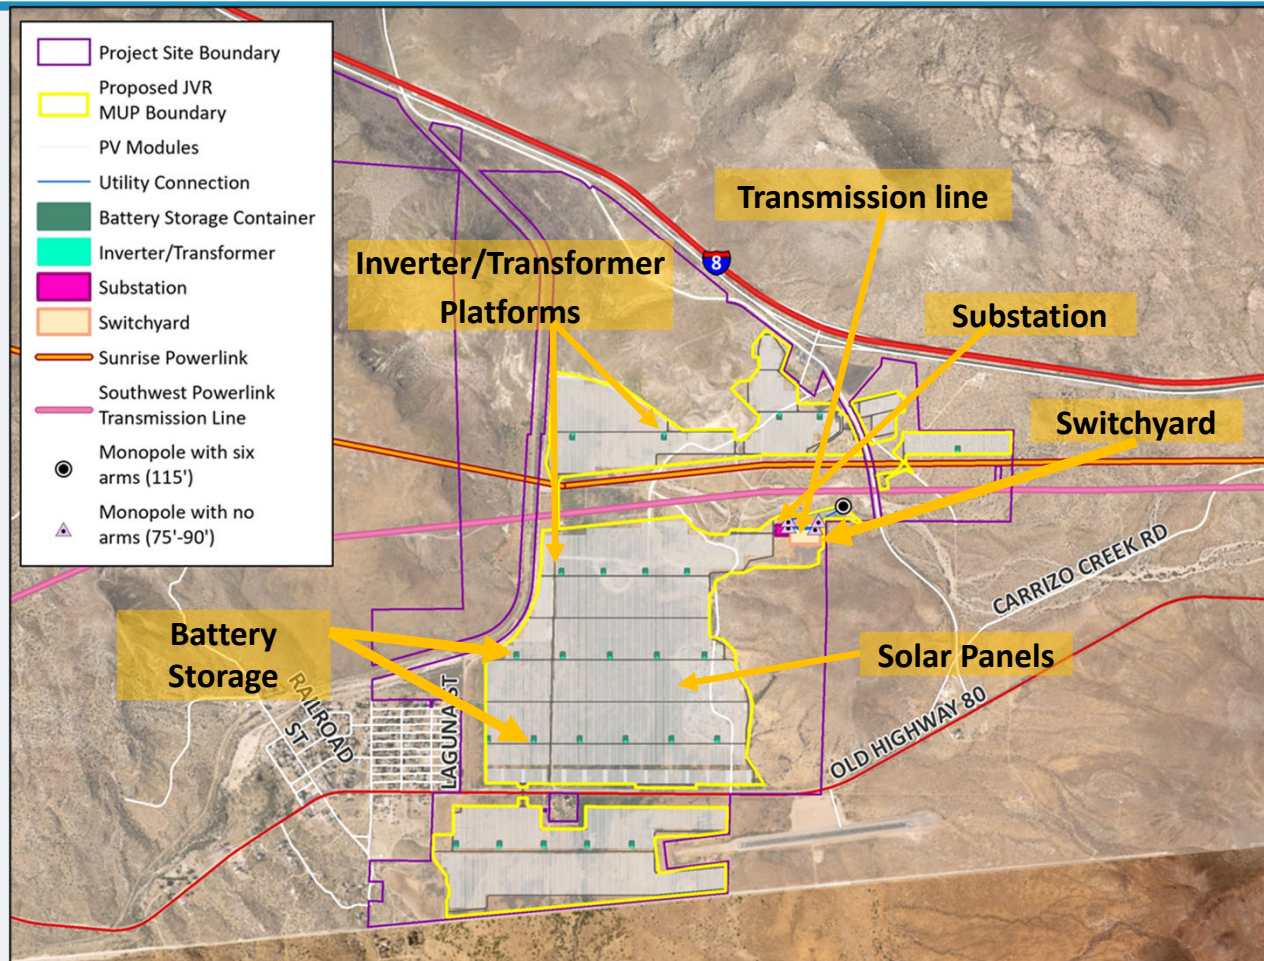 Project Site Boundary
Proposed JVR
MUP Boundary
PV Modules
Utility Connection
Battery Storage Container
Inverter/Transformer
Substation
Switchyard
Sunrise Powerlink
Southwest Powerlink
Transmission Line
Monopole with six
arms (115')
Monopole with no
arms (75'-90')
Transmission line
Inverter/Transformer
Platforms
8
Substation
Switchyard
CARRIZO CREEK RD
Battery
Storage
Solar Panels
RAILROAD
ST
LAGUNA ST
OLD HIGHWAY 80